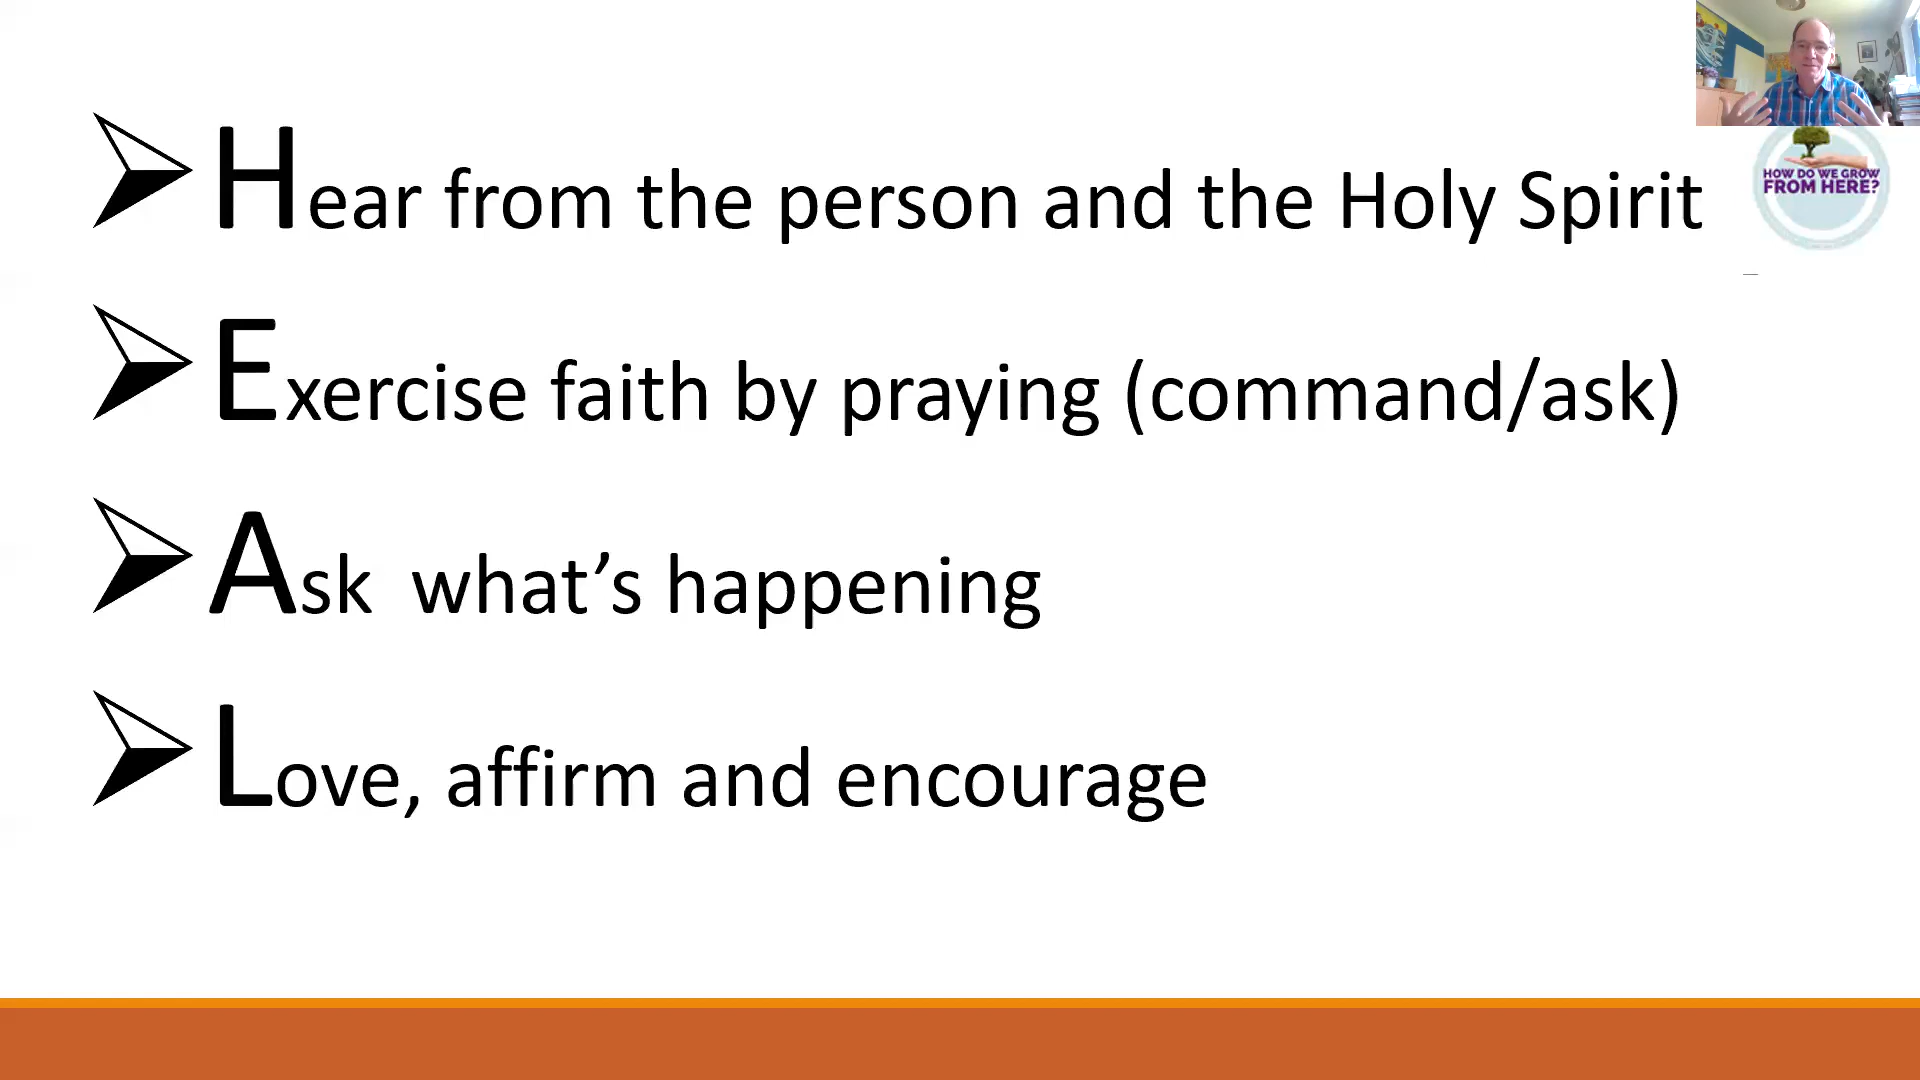 Hear from the person and the Holy Spirit
HOW DO WE GROW
FROM HERE?
Exercise faith by praying (command/ask)
Ask what’s happening
Love, affirm and encourage